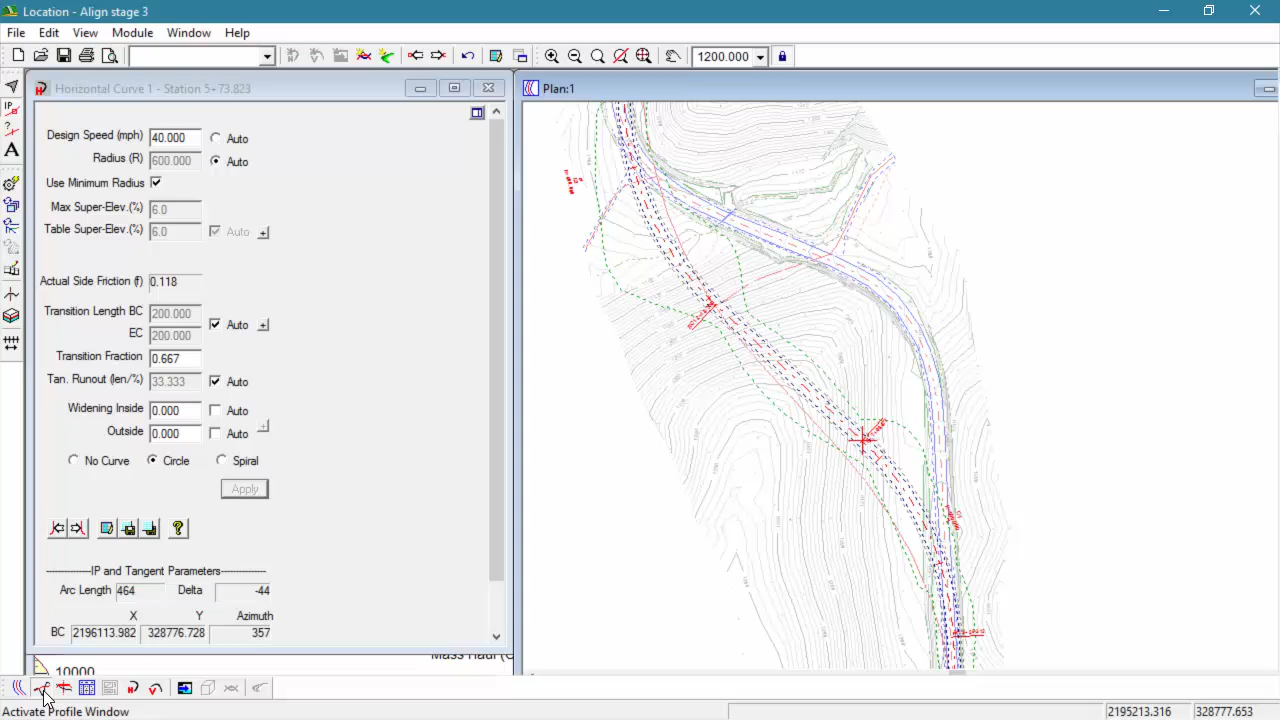 Location - Align stage 3
File Edit View Module Window Help
1200.000
Horizontal Curve 1 - Station 5+73.823
Plan:1
Design Speed (mph) 40.000 Auto
Radius (R) 600.000 Auto
Use Minimum Radius
Max Super-Elev.(%) 6.0
Table Super-Elev.(%) 6.0 Auto
Actual Side Friction (f) 0.118
Transition Length BC 200.000
EC 200.000 Auto
Transition Fraction 0.667
Tan. Runout (len/%) 33.333 Auto
Widening Inside 0.000 Auto
Outside 0.000 Auto
No Curve Circle Spiral
Apply
IP and Tangent Parameters
Arc Length 464 Delta -44
X Y Azimuth
BC 2196113.982 328776.728 357
10000 Mass Haul (C
Activate Profile Window 2195213.316 328777.653